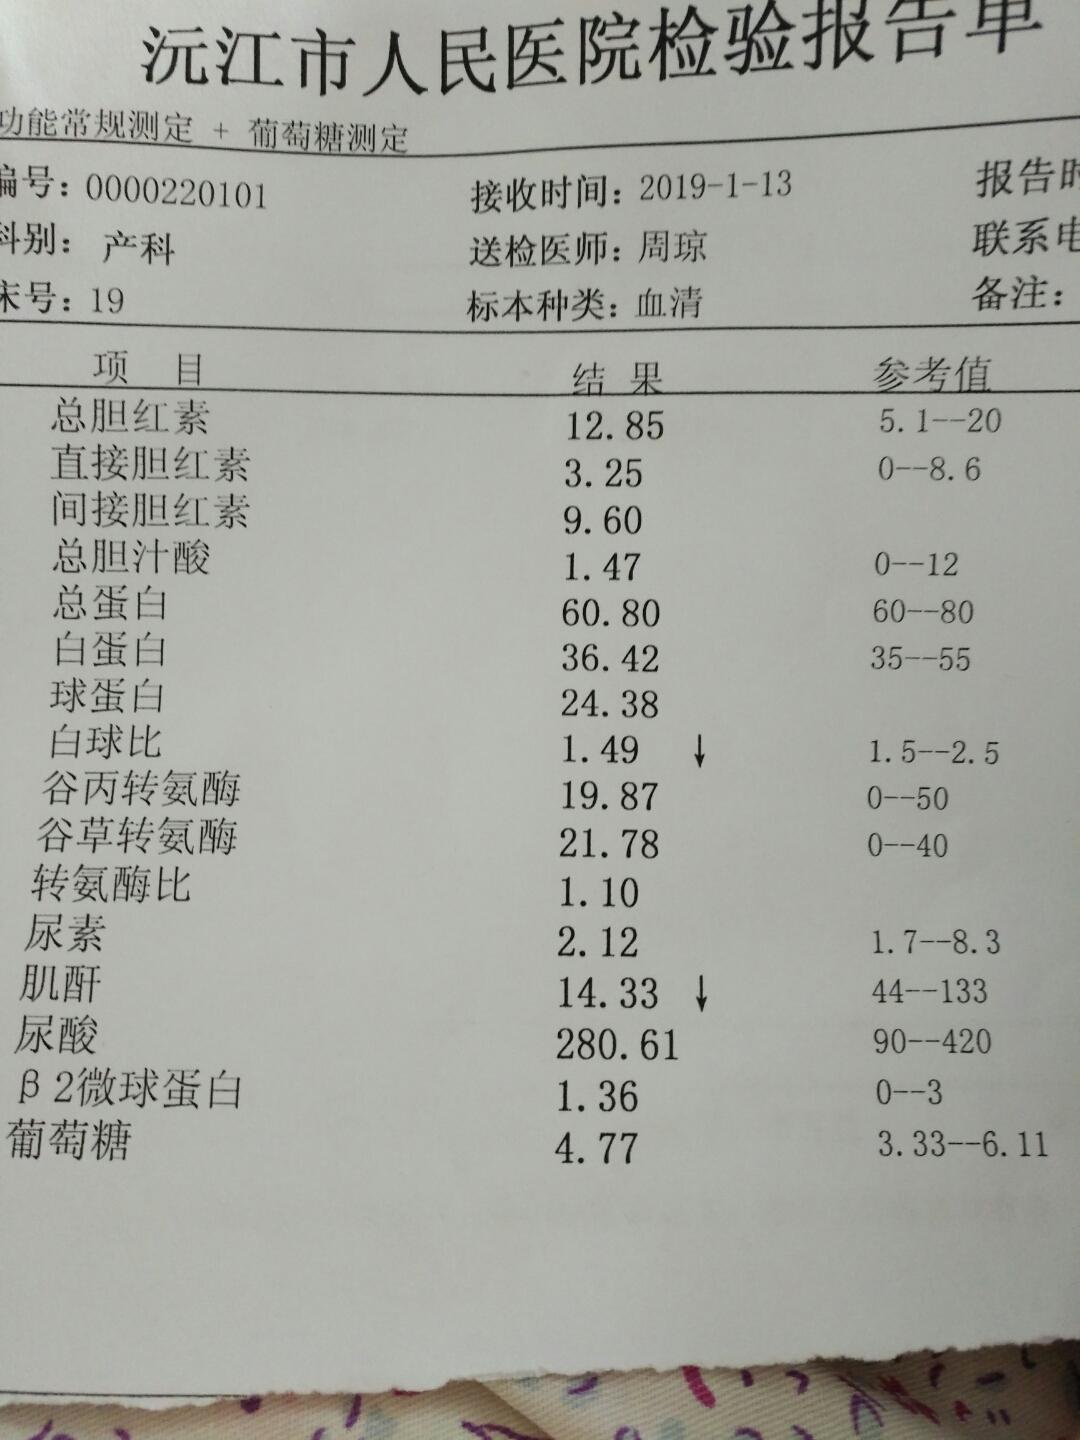 沅江市人民医院检验报告单
功能常规测定 + 葡萄糖测定
编号: 0000220101 接收时间: 2019-1-13 报告时
科别: 产科 送检医师: 周琼 联系电
床号: 19 标本种类: 血清 备注:
项 目 结 果 参考值
总胆红素 12.85 5.1--20
直接胆红素 3.25 0--8.6
间接胆红素 9.60
总胆汁酸 1.47 0--12
总蛋白 60.80 60--80
白蛋白 36.42 35--55
球蛋白 24.38
白球比 1.49 ↓ 1.5--2.5
谷丙转氨酶 19.87 0--50
谷草转氨酶 21.78 0--40
转氨酶比 1.10
尿素 2.12 1.7--8.3
肌酐 14.33 ↓ 44--133
尿酸 280.61 90--420
β2微球蛋白 1.36 0--3
葡萄糖 4.77 3.33--6.11